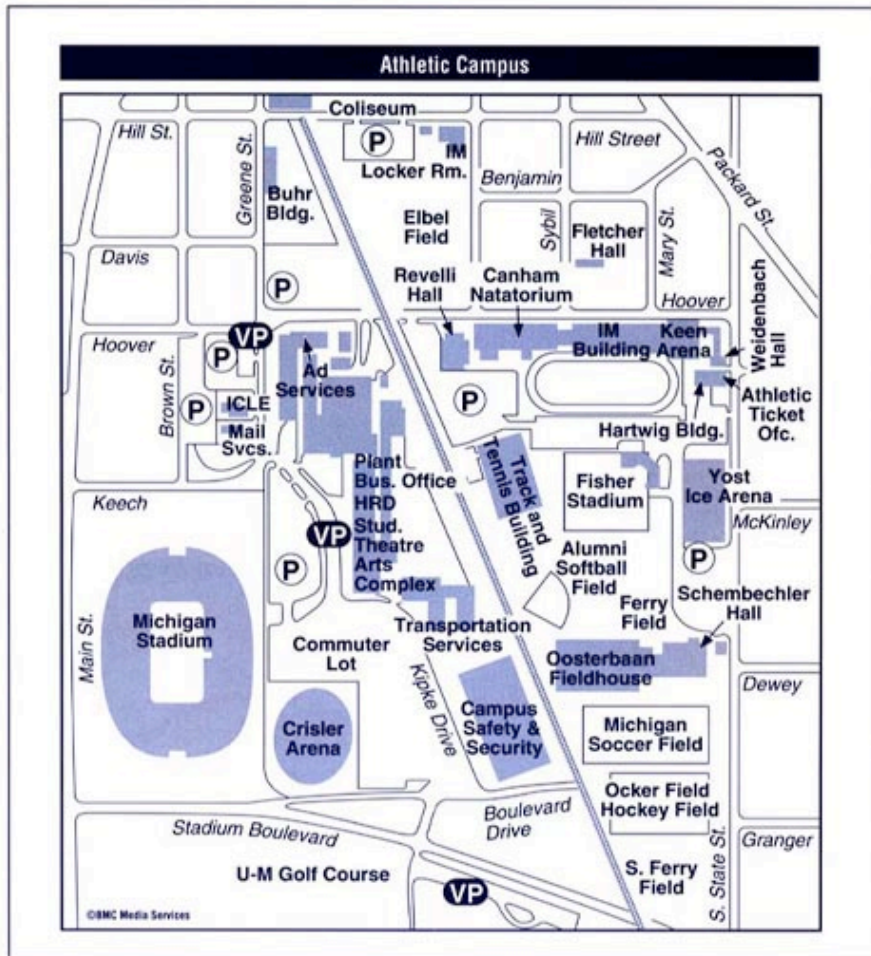 Athletic Campus
Coliseum
Hill St.
P
IM
Locker Rm.
Hill Street
Packard St.
Greene St.
Benjamin
Buhr
Bldg.
Elbel
Field
Sybil
Fletcher
Hall
Mary St.
Davis
P
Revelli
Hall
Canham
Natatorium
Hoover
Weidenbach
Hall
VP
Hoover
P
IM
Building
Keen
Arena
Brown St.
Ad
Services
P
ICLE
P
Athletic
Ticket
Ofc.
Mail
Svcs.
Hartwig Bldg.
Plant
Bus. Office
HRD
Stud.
Theatre
Arts
Complex
Track and
Tennis Building
Fisher
Stadium
Yost
Ice Arena
Keech
McKinley
VP
P
Alumni
Softball
Field
P
Schembechler
Hall
Michigan
Stadium
Main St.
Ferry
Field
Commuter
Lot
Transportation
Services
Kipke Drive
Oosterbaan
Fieldhouse
Dewey
Crisler
Arena
Campus
Safety &
Security
Michigan
Soccer Field
Ocker Field
Hockey Field
Boulevard
Drive
Stadium Boulevard
Granger
U-M Golf Course
VP
S. Ferry
Field
S. State St.
©BMC Media Services